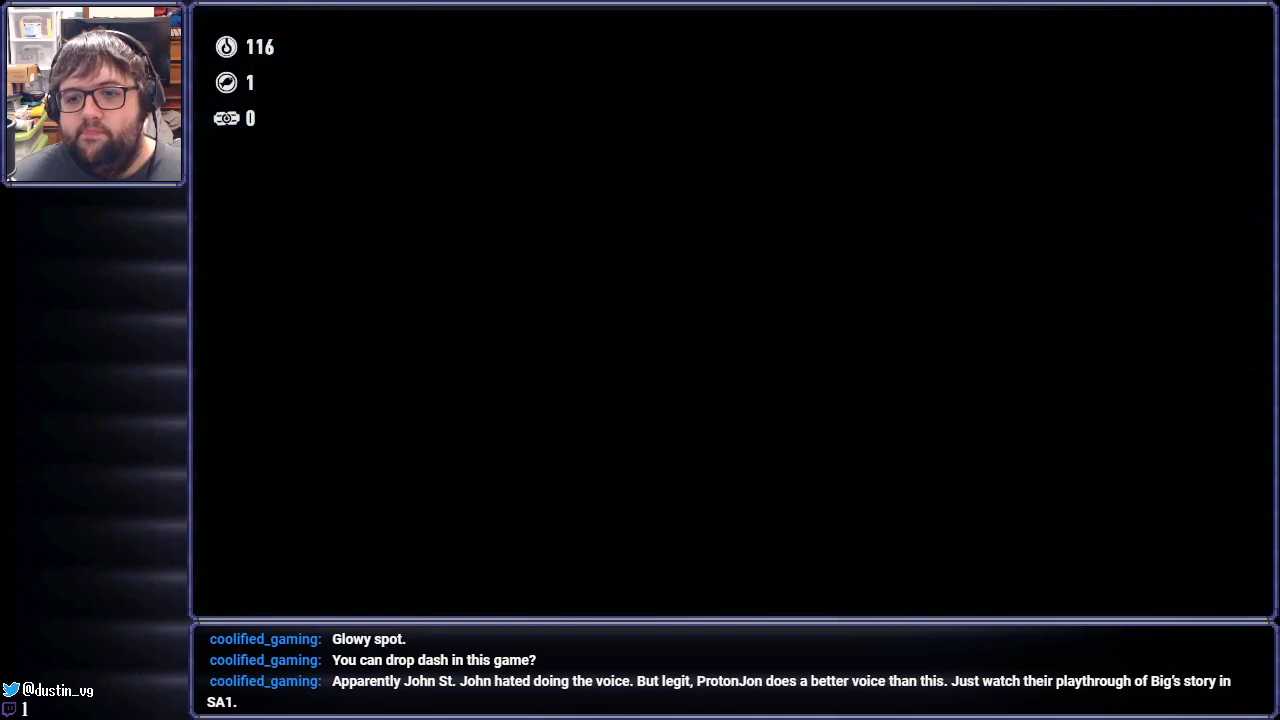 116
1
0
coolified_gaming: Glowy spot.
coolified_gaming: You can drop dash in this game?
coolified_gaming: Apparently John St. John hated doing the voice. But legit, ProtonJon does a better voice than this. Just watch their playthrough of Big's story in
SA1.
@dustin_vg
1